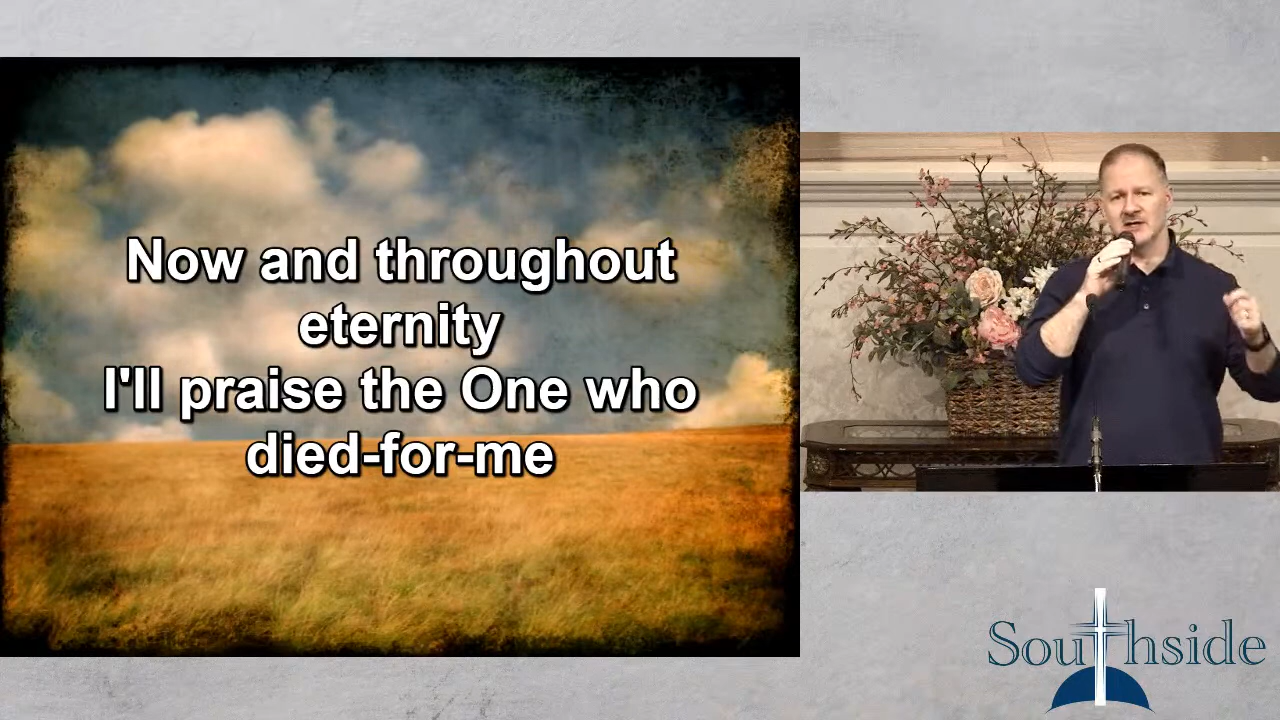 Now and throughout
eternity
I'll praise the One who
died-for-me
Southside